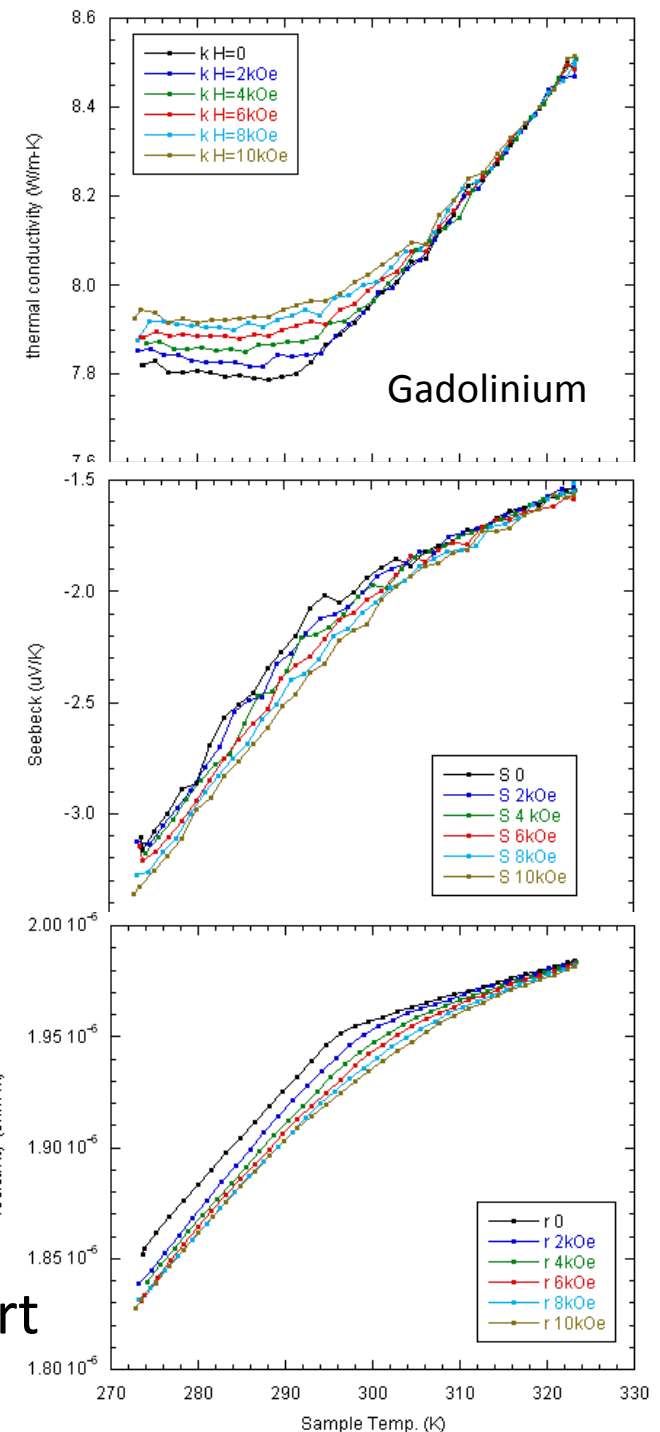 8.6
k H=0
k H=2kOe
k H=4kOe
k H=6kOe
k H=8kOe
k H=10kOe
8.4
8.2
8.0
7.8
7.6
thermal conductivity (W/m-K)
Gadolinium
-1.5
-2.0
-2.5
-3.0
Seebeck (uV/K)
S 0
S 2kOe
S 4 kOe
S 6kOe
S 8kOe
S 10kOe
2.00 10⁻⁶
1.95 10⁻⁶
1.90 10⁻⁶
1.85 10⁻⁶
1.80 10⁻⁶
r 0
r 2kOe
r 4kOe
r 6kOe
r 8kOe
r 10kOe
rt
270 280 290 300 310 320 330
Sample Temp. (K)